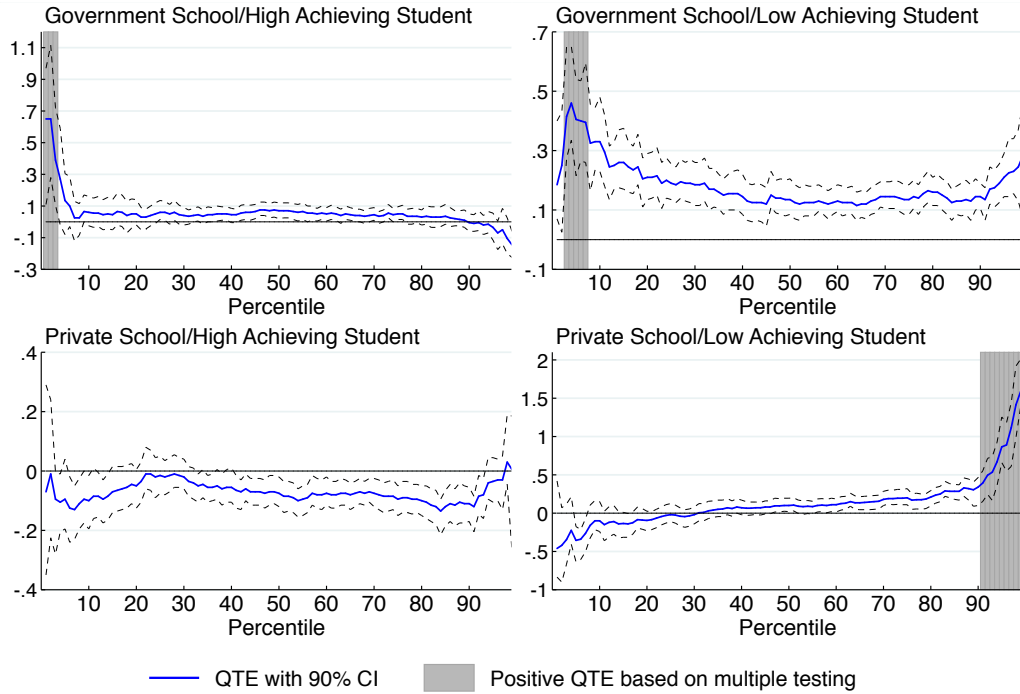 Government School/High Achieving Student
1.1
.9
.7
.5
.3
.1
-.1
-.3
10 20 30 40 50 60 70 80 90
Percentile
Government School/Low Achieving Student
.7
.5
.3
.1
-.1
10 20 30 40 50 60 70 80 90
Percentile
Private School/High Achieving Student
.4
.2
0
-.2
-.4
10 20 30 40 50 60 70 80 90
Percentile
Private School/Low Achieving Student
2
1.5
1
.5
0
-.5
-1
10 20 30 40 50 60 70 80 90
Percentile
QTE with 90% CI
Positive QTE based on multiple testing